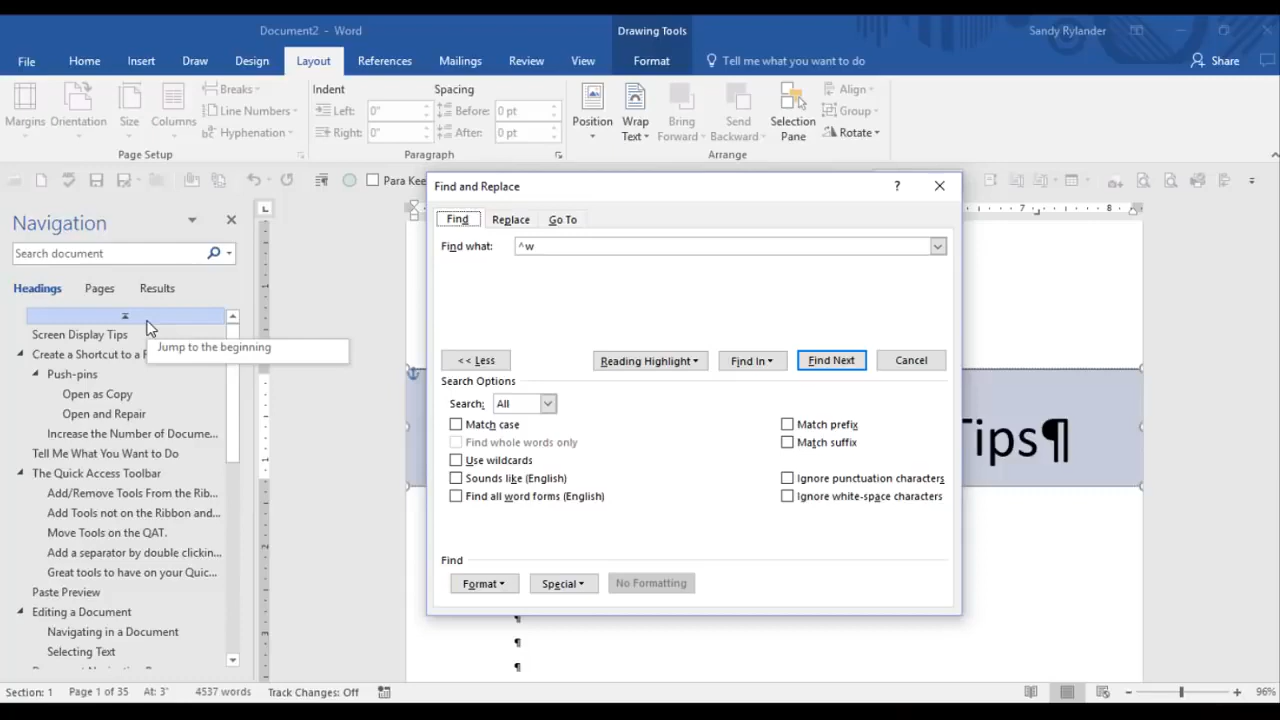 Document2 - Word
Drawing Tools
Sandy Rylander
File
Home
Insert
Draw
Design
Layout
References
Mailings
Review
View
Format
Tell me what you want to do
Share
Margins
Orientation
Size
Columns
Breaks
Line Numbers
Hyphenation
Page Setup
Indent
Spacing
Left: 0"
Right: 0"
Before: 0 pt
After: 0 pt
Paragraph
Position
Wrap Text
Bring Forward
Send Backward
Selection Pane
Align
Group
Rotate
Arrange
Para Kee
Navigation
Search document
Headings
Pages
Results
Jump to the beginning
Screen Display Tips
Create a Shortcut to a F
Push-pins
Open as Copy
Open and Repair
Increase the Number of Docume...
Tell Me What You Want to Do
The Quick Access Toolbar
Add/Remove Tools From the Rib...
Add Tools not on the Ribbon and...
Move Tools on the QAT.
Add a separator by double clickin...
Great tools to have on your Quic...
Paste Preview
Editing a Document
Navigating in a Document
Selecting Text
Find and Replace
?
Find
Replace
Go To
Find what: ^w
<< Less
Reading Highlight
Find In
Find Next
Cancel
Search Options
Search: All
Match case
Find whole words only
Use wildcards
Sounds like (English)
Find all word forms (English)
Match prefix
Match suffix
Ignore punctuation characters
Ignore white-space characters
Find
Format
Special
No Formatting
7
8
Tips¶
¶
¶
¶
1
1
2
3
Section: 1
Page 1 of 35
At: 3"
4537 words
Track Changes: Off
96%